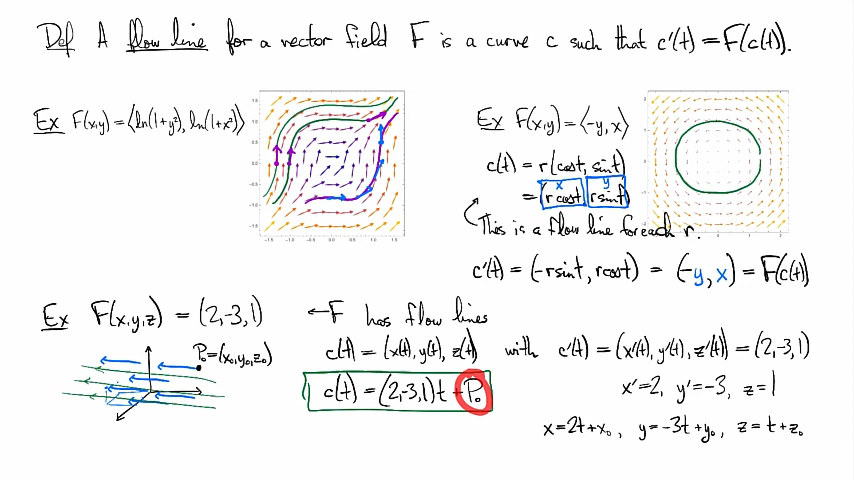 Def A flow line for a vector field F is a curve c such that c'(t) = F(c(t)).
Ex F(x,y) = ⟨ln(1+y²), ln(1+x²)⟩
Ex F(x,y) = ⟨-y, x⟩
c(t) = r(cost, sint)
x y
= (r cost, r sint)
This is a flow line for each r.
c'(t) = (-rsint, rcost) = (-y, x) = F(c(t))
Ex F(x,y,z) = (2,-3,1)
P₀=(x₀,y₀,z₀)
← F has flow lines
c(t) = (x(t), y(t), z(t)) with c'(t) = (x'(t), y'(t), z'(t)) = (2,-3,1)
c(t) = (2,-3,1)t + P₀
x'=2, y'=-3, z=1
x=2t+x₀, y=-3t+y₀, z=t+z₀